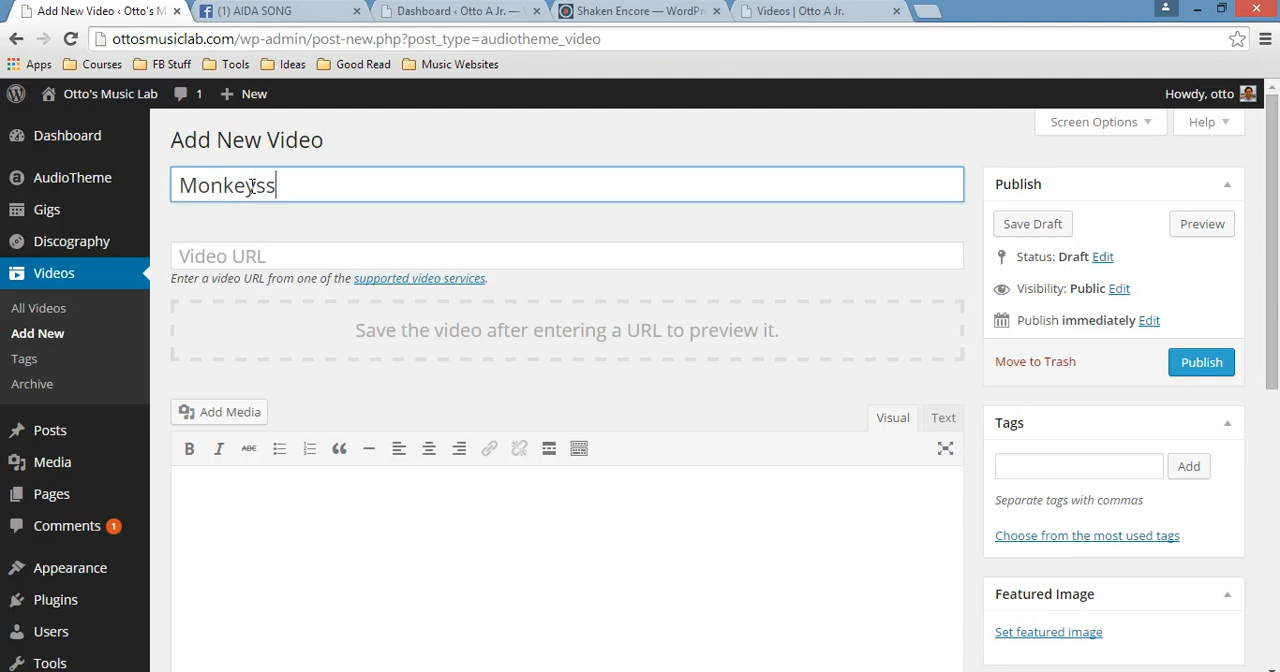 Add New Video ‹ Otto's M
(1) AIDA SONG
Dashboard ‹ Otto A Jr. —
Shaken Encore — WordPr
Videos | Otto A Jr.
ottosmusiclab.com/wp-admin/post-new.php?post_type=audiotheme_video
Apps Courses FB Stuff Tools Ideas Good Read Music Websites
Otto's Music Lab 1 New Howdy, otto
Screen Options Help
Dashboard
AudioTheme
Gigs
Discography
Videos
All Videos
Add New
Tags
Archive
Posts
Media
Pages
Comments 1
Appearance
Plugins
Users
Tools
Add New Video
Monkeyss
Video URL
Enter a video URL from one of the supported video services.
Save the video after entering a URL to preview it.
Add Media
Visual Text
B I ABC
Publish
Save Draft Preview
Status: Draft Edit
Visibility: Public Edit
Publish immediately Edit
Move to Trash Publish
Tags
Add
Separate tags with commas
Choose from the most used tags
Featured Image
Set featured image